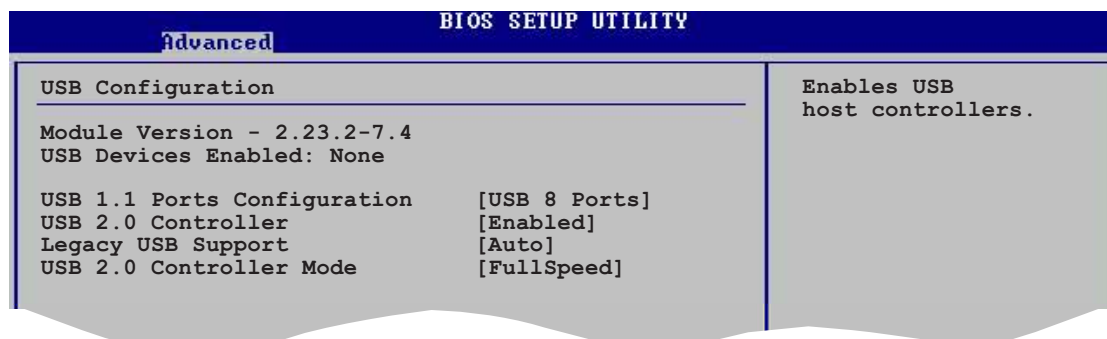 BIOS SETUP UTILITY
Advanced
USB Configuration
Module Version - 2.23.2-7.4
USB Devices Enabled: None
USB 1.1 Ports Configuration [USB 8 Ports]
USB 2.0 Controller [Enabled]
Legacy USB Support [Auto]
USB 2.0 Controller Mode [FullSpeed]
Enables USB
host controllers.